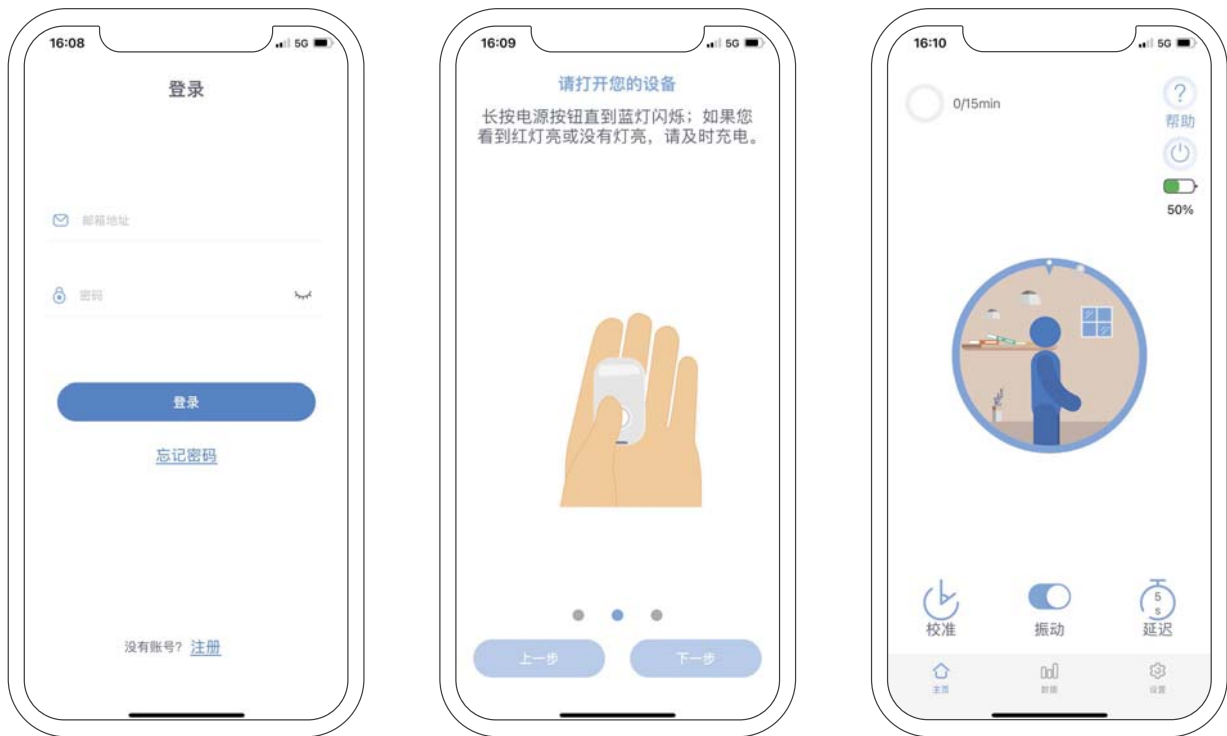 16:08
5G
登录
邮箱地址
密码
登录
忘记密码
没有账号? 注册
16:09
5G
请打开您的设备
长按电源按钮直到蓝灯闪烁；如果您
看到红灯亮或没有灯亮，请及时充电。
上一步
下一步
16:10
5G
0/15min
?
帮助
50%
5
s
校准
振动
延迟
主页
数据
设置